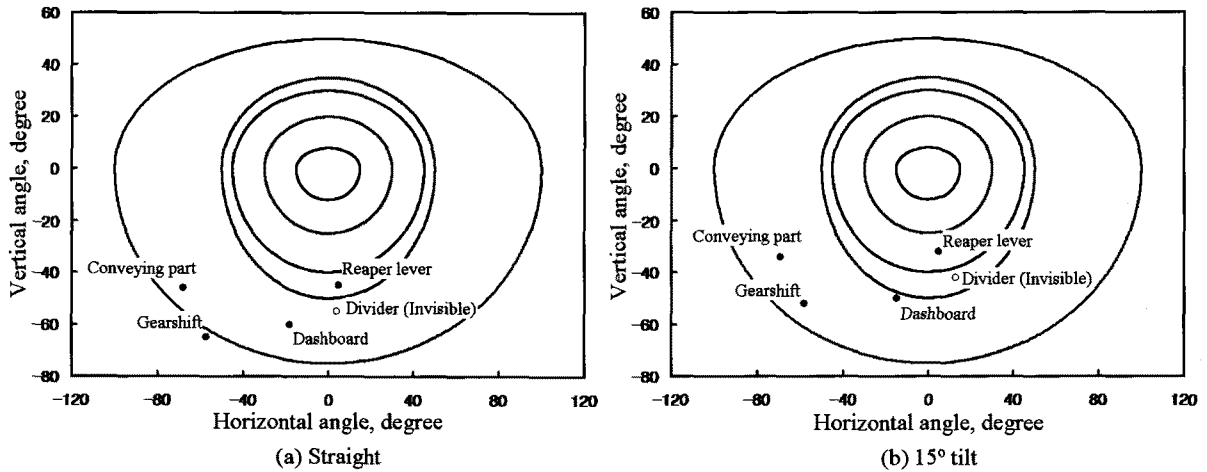 60
40
20
0
−20
−40
−60
−80
Vertical angle, degree
Conveying part
Gearshift
Reaper lever
Divider (Invisible)
Dashboard
−120 −80 −40 0 40 80 120
Horizontal angle, degree
(a) Straight
60
40
20
0
−20
−40
−60
−80
Vertical angle, degree
Conveying part
Gearshift
Reaper lever
Divider (Invisible)
Dashboard
−120 −80 −40 0 40 80 120
Horizontal angle, degree
(b) 15º tilt